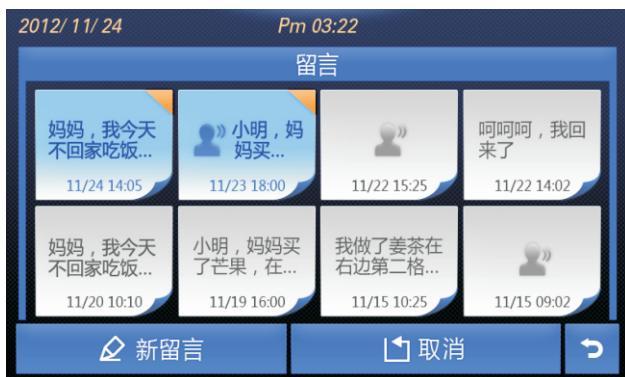 2012/11/24 Pm 03:22
留言
妈妈，我今天
不回家吃饭...
11/24 14:05
小明，妈
妈买...
11/23 18:00
11/22 15:25
呵呵呵，我回
来了
11/22 14:02
妈妈，我今天
不回家吃饭...
11/20 10:10
小明，妈妈买
了芒果，在...
11/19 16:00
我做了姜茶在
右边第二格...
11/15 10:25
11/15 09:02
新留言
取消